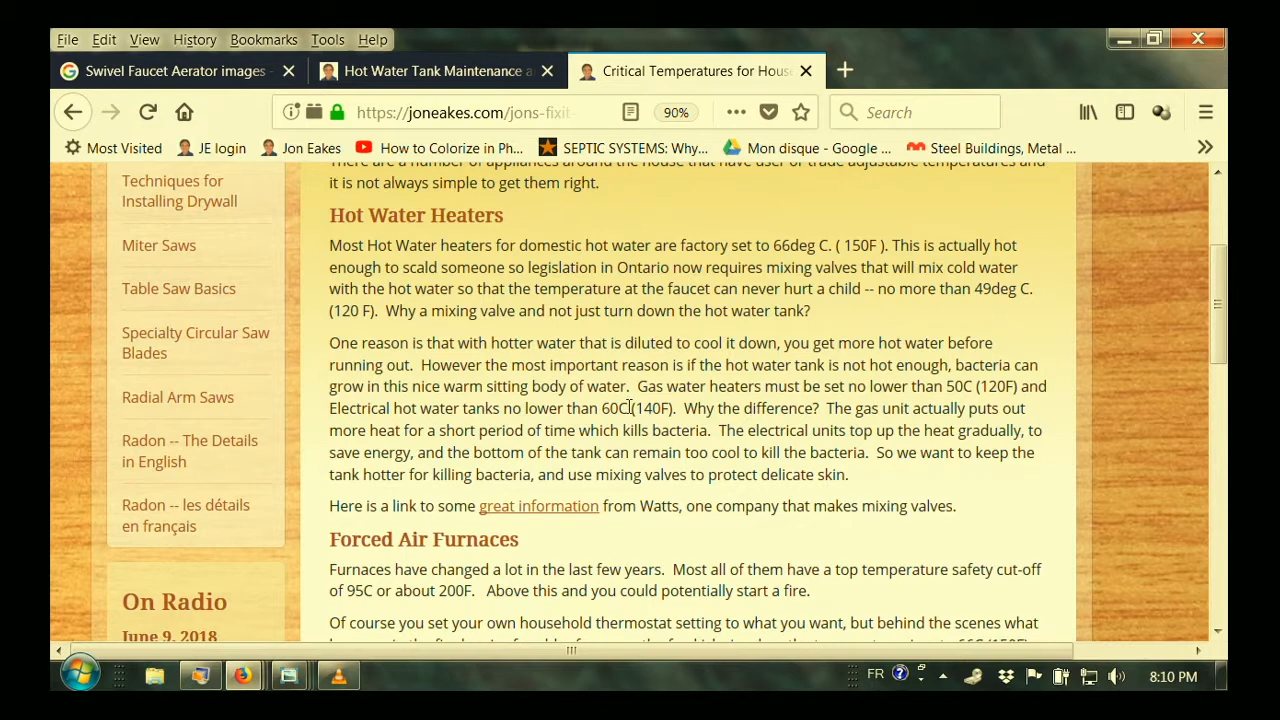 File Edit View History Bookmarks Tools Help
Swivel Faucet Aerator images - Hot Water Tank Maintenance a Critical Temperatures for Hous
https://joneakes.com/jons-fixit- 90% Search
Most Visited JE login Jon Eakes How to Colorize in Ph... SEPTIC SYSTEMS: Why... Mon disque - Google ... Steel Buildings, Metal ...
Techniques for
Installing Drywall
Miter Saws
Table Saw Basics
Specialty Circular Saw
Blades
Radial Arm Saws
Radon -- The Details
in English
Radon -- les détails
en français
On Radio
June 9, 2018
There are a number of appliances around the house that have user or trade adjustable temperatures and
it is not always simple to get them right.
Hot Water Heaters
Most Hot Water heaters for domestic hot water are factory set to 66deg C. ( 150F ). This is actually hot
enough to scald someone so legislation in Ontario now requires mixing valves that will mix cold water
with the hot water so that the temperature at the faucet can never hurt a child -- no more than 49deg C.
(120 F). Why a mixing valve and not just turn down the hot water tank?
One reason is that with hotter water that is diluted to cool it down, you get more hot water before
running out. However the most important reason is if the hot water tank is not hot enough, bacteria can
grow in this nice warm sitting body of water. Gas water heaters must be set no lower than 50C (120F) and
Electrical hot water tanks no lower than 60C (140F). Why the difference? The gas unit actually puts out
more heat for a short period of time which kills bacteria. The electrical units top up the heat gradually, to
save energy, and the bottom of the tank can remain too cool to kill the bacteria. So we want to keep the
tank hotter for killing bacteria, and use mixing valves to protect delicate skin.
Here is a link to some great information from Watts, one company that makes mixing valves.
Forced Air Furnaces
Furnaces have changed a lot in the last few years. Most all of them have a top temperature safety cut-off
of 95C or about 200F. Above this and you could potentially start a fire.
Of course you set your own household thermostat setting to what you want, but behind the scenes what
FR 8:10 PM